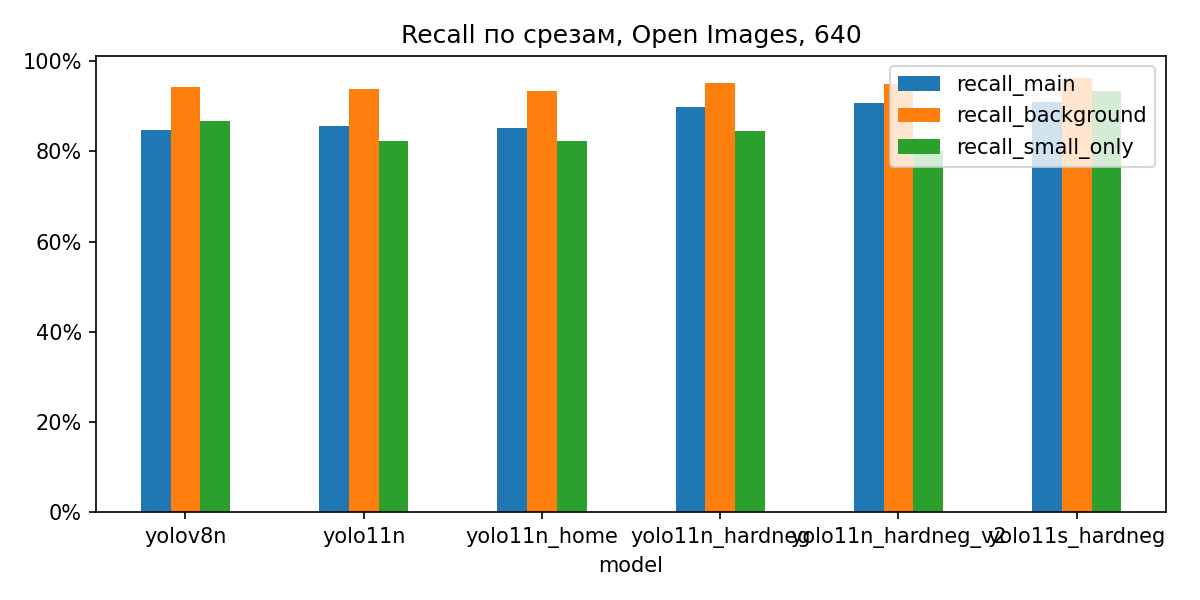 Recall по срезам, Open Images, 640
100%
80%
60%
40%
20%
0%
recall_main
recall_background
recall_small_only
yolov8n
yolo11n
yolo11n_home
yolo11n_hardneg
yolo11n_hardneg_v2
yolo11s_hardneg
model